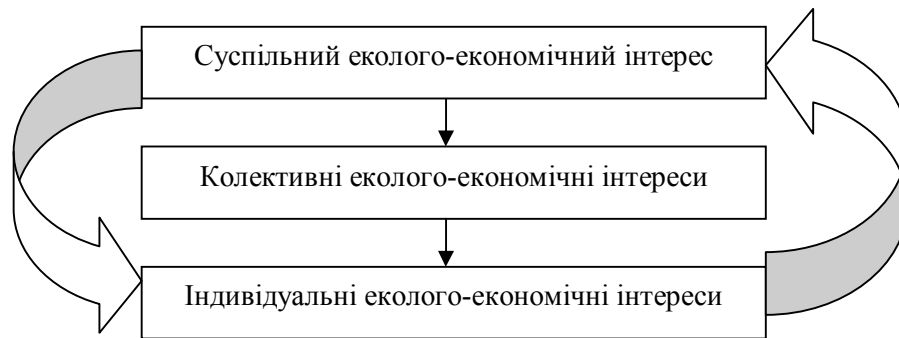 Суспільний еколого-економічний інтерес
Колективні еколого-економічні інтереси
Індивідуальні еколого-економічні інтереси